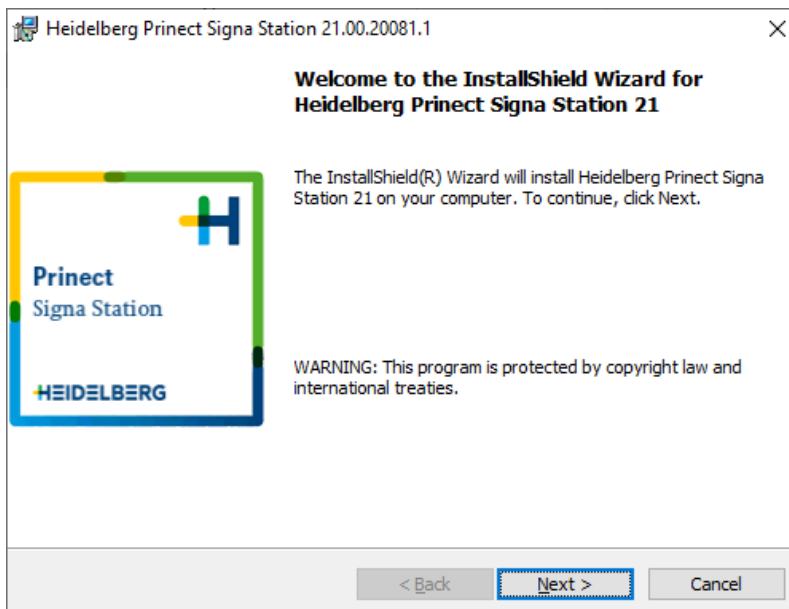 Heidelberg Prinect Signa Station 21.00.20081.1
Welcome to the InstallShield Wizard for
Heidelberg Prinect Signa Station 21
The InstallShield(R) Wizard will install Heidelberg Prinect Signa
Station 21 on your computer. To continue, click Next.
Prinect
Signa Station
HEIDELBERG
WARNING: This program is protected by copyright law and
international treaties.
< Back
Next >
Cancel